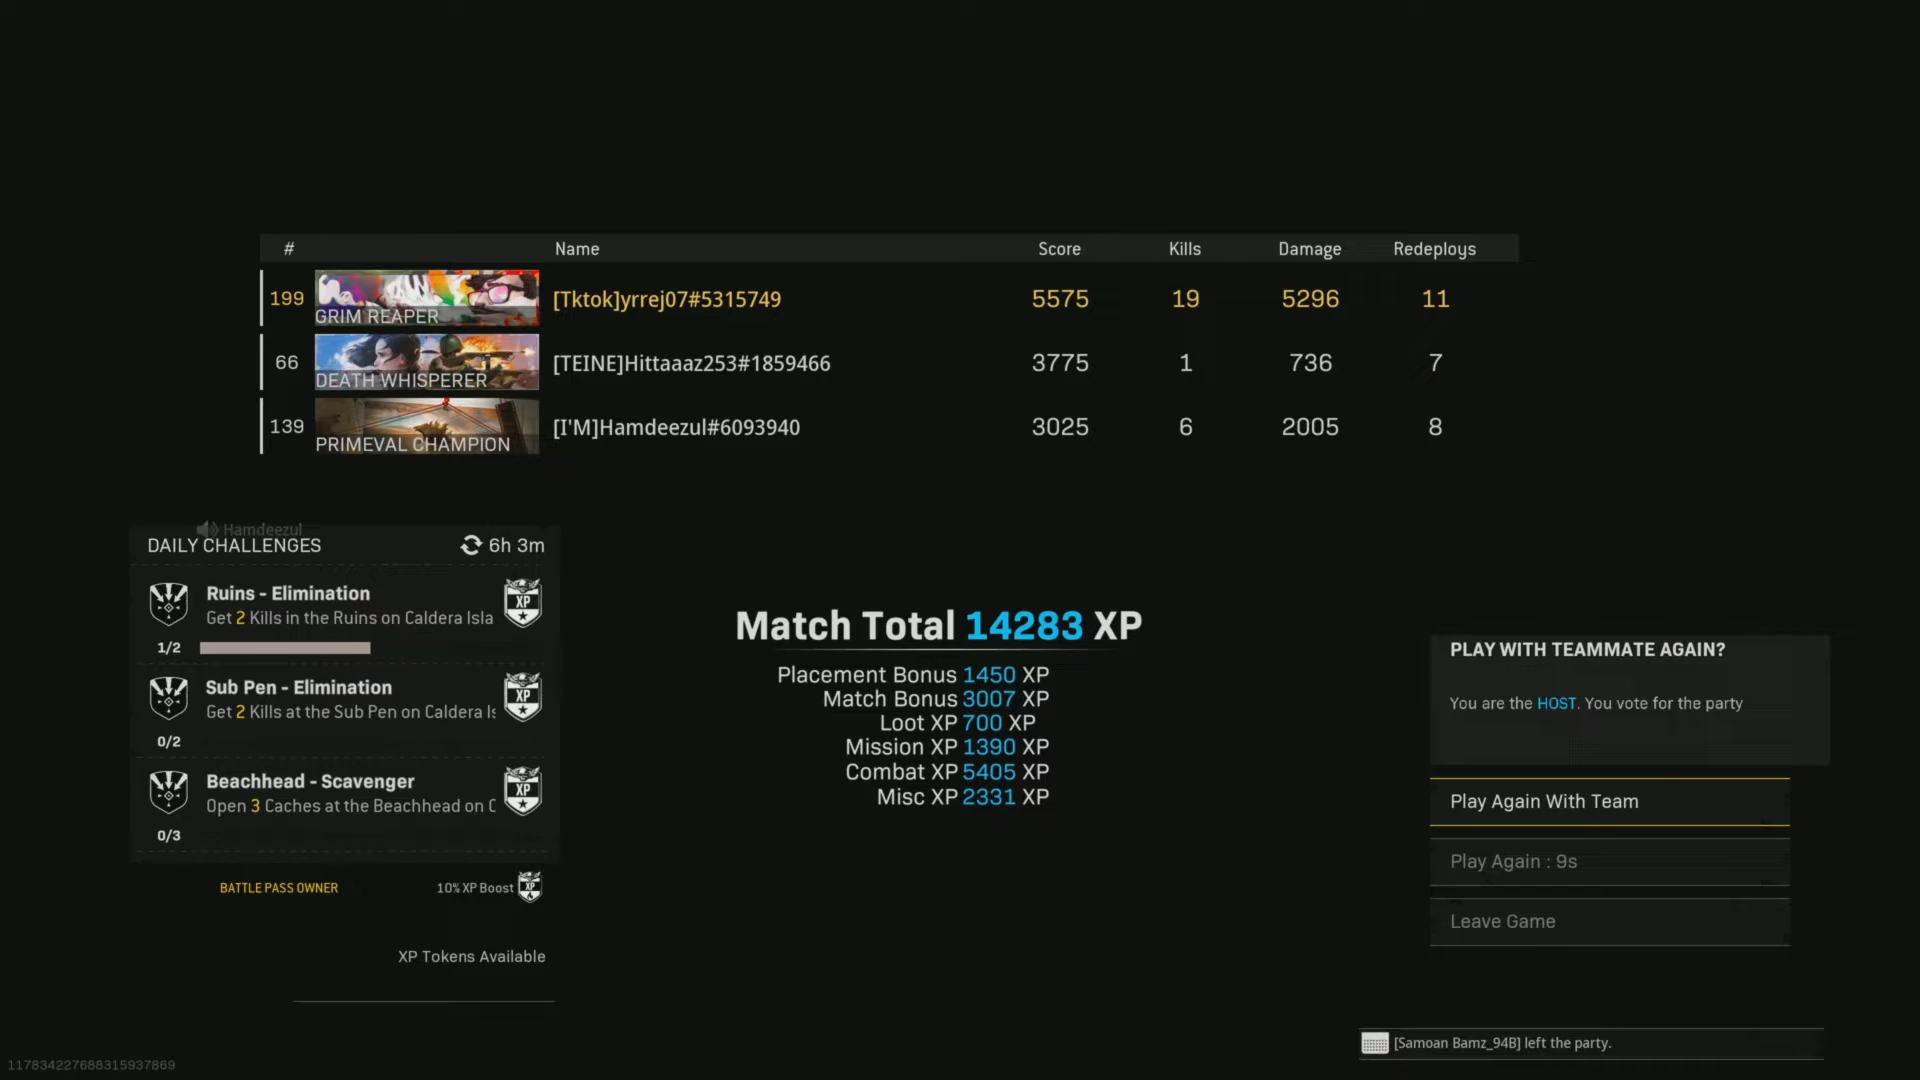 # Name Score Kills Damage Redeploys
199 GRIM REAPER [Tktok]yrrej07#5315749 5575 19 5296 11
66 DEATH WHISPERER [TEINE]Hittaaaz253#1859466 3775 1 736 7
139 PRIMEVAL CHAMPION [I'M]Hamdeezul#6093940 3025 6 2005 8
Hamdeezul
DAILY CHALLENGES 6h 3m
Ruins - Elimination
Get 2 Kills in the Ruins on Caldera Isla
XP
1/2
Sub Pen - Elimination
Get 2 Kills at the Sub Pen on Caldera Is
XP
0/2
Beachhead - Scavenger
Open 3 Caches at the Beachhead on C
XP
0/3
BATTLE PASS OWNER 10% XP Boost XP
XP Tokens Available
Match Total 14283 XP
Placement Bonus 1450 XP
Match Bonus 3007 XP
Loot XP 700 XP
Mission XP 1390 XP
Combat XP 5405 XP
Misc XP 2331 XP
PLAY WITH TEAMMATE AGAIN?
You are the HOST. You vote for the party
Play Again With Team
Play Again : 9s
Leave Game
[Samoan Bamz_94B] left the party.
117834227688315937869